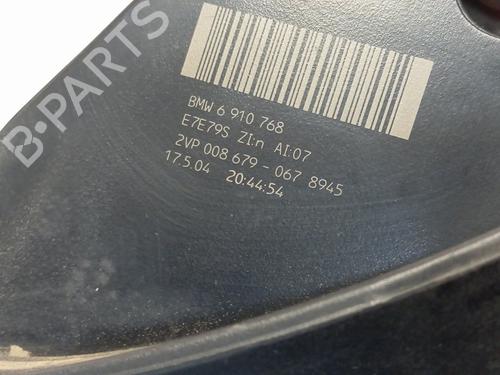 B-PARTS
BMW 6 910 768
E7E79S ZI:n AI:07
2VP 008 679 - 067 8945
17.5.04 20:44:54